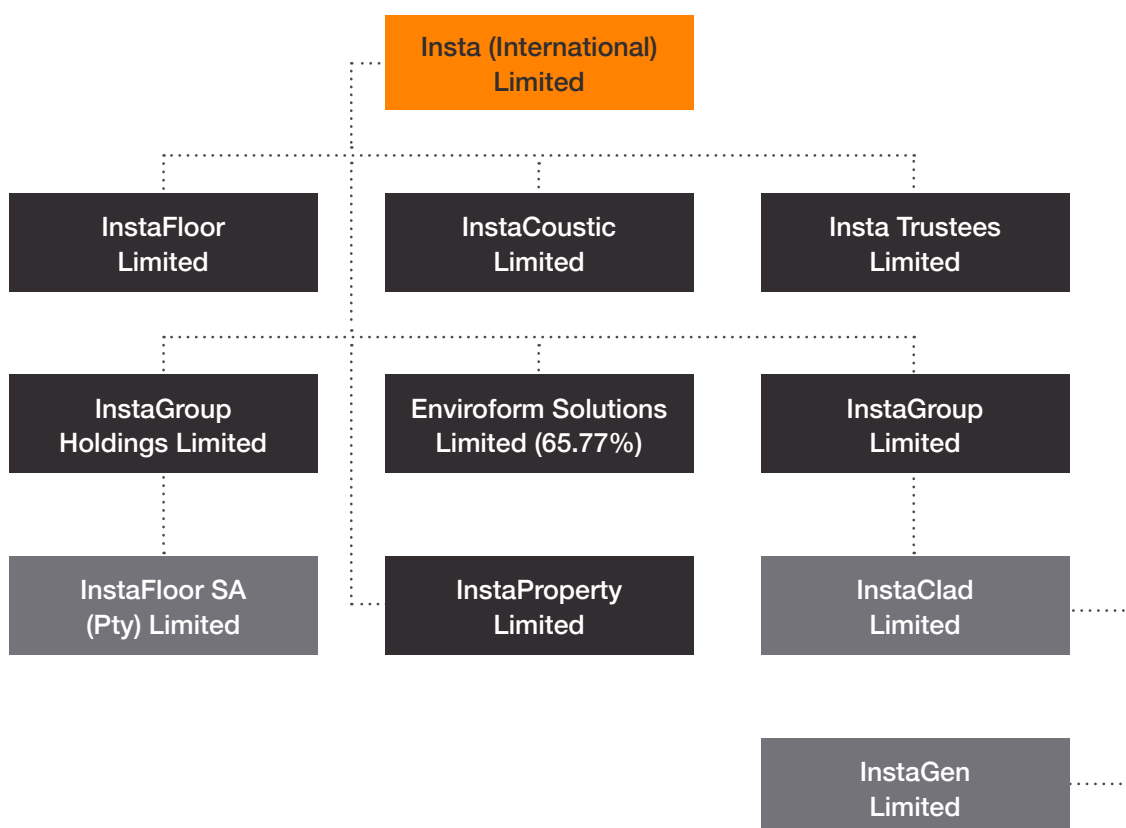 Insta (International)
Limited
InstaFloor
Limited
InstaCoustic
Limited
Insta Trustees
Limited
InstaGroup
Holdings Limited
Enviroform Solutions
Limited (65.77%)
InstaGroup
Limited
InstaFloor SA
(Pty) Limited
InstaProperty
Limited
InstaClad
Limited
InstaGen
Limited